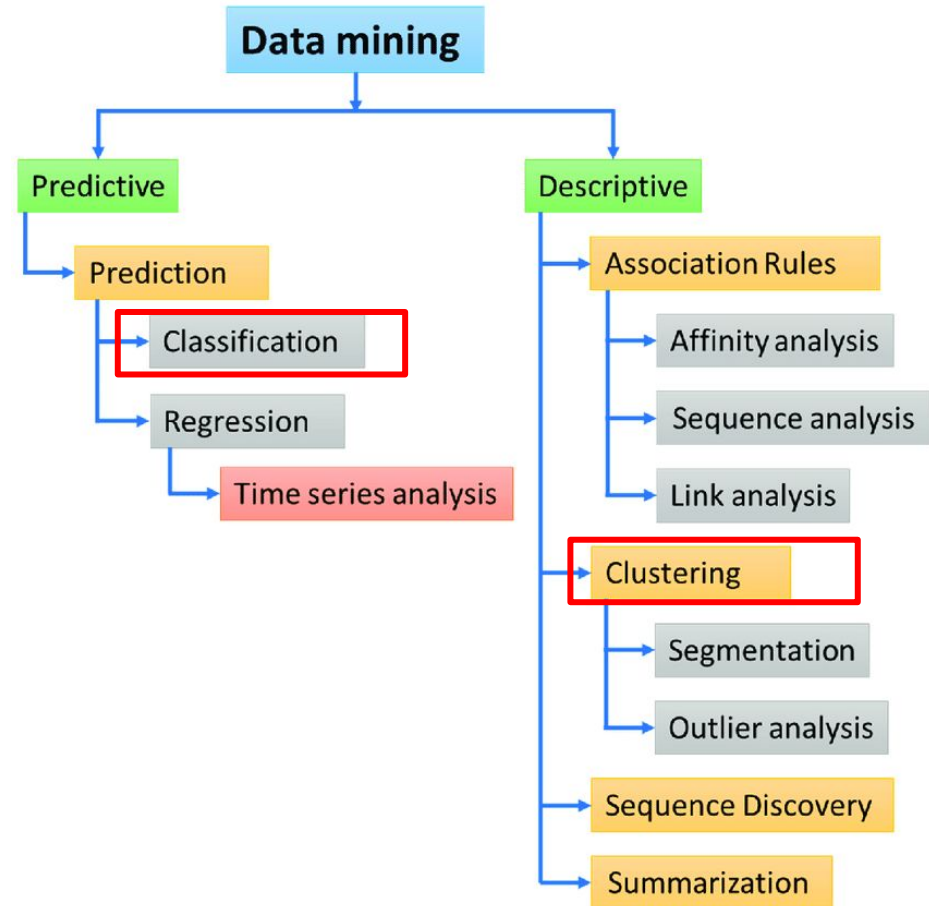 Data mining
Predictive
Prediction
Classification
Regression
Time series analysis
Descriptive
Association Rules
Affinity analysis
Sequence analysis
Link analysis
Clustering
Segmentation
Outlier analysis
Sequence Discovery
Summarization